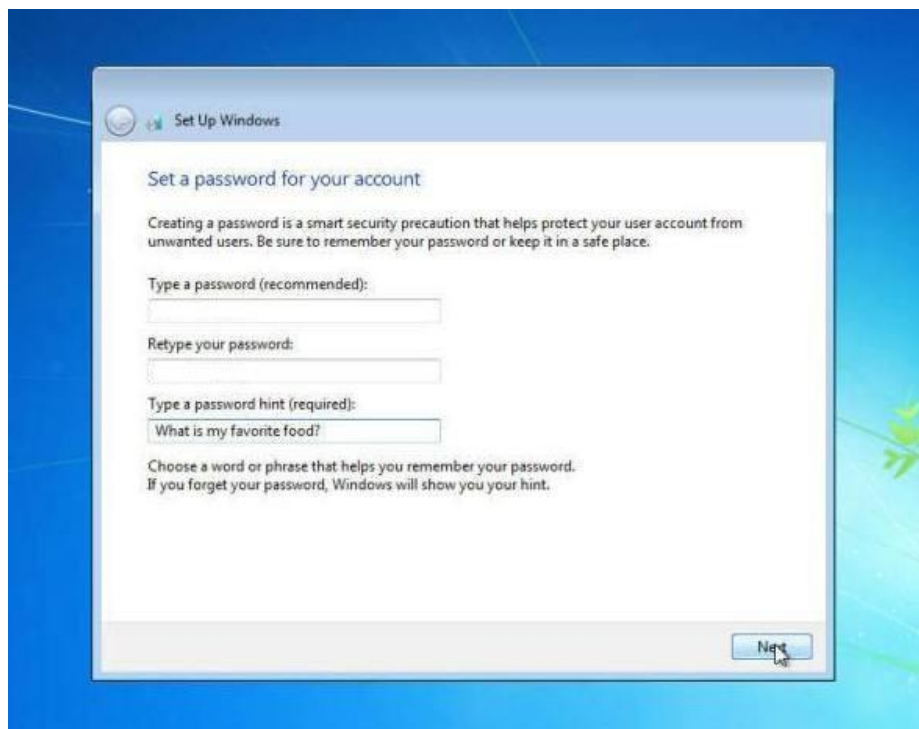 Set Up Windows
Set a password for your account
Creating a password is a smart security precaution that helps protect your user account from
unwanted users. Be sure to remember your password or keep it in a safe place.
Type a password (recommended):
Retype your password:
Type a password hint (required):
What is my favorite food?
Choose a word or phrase that helps you remember your password.
If you forget your password, Windows will show you your hint.
Next